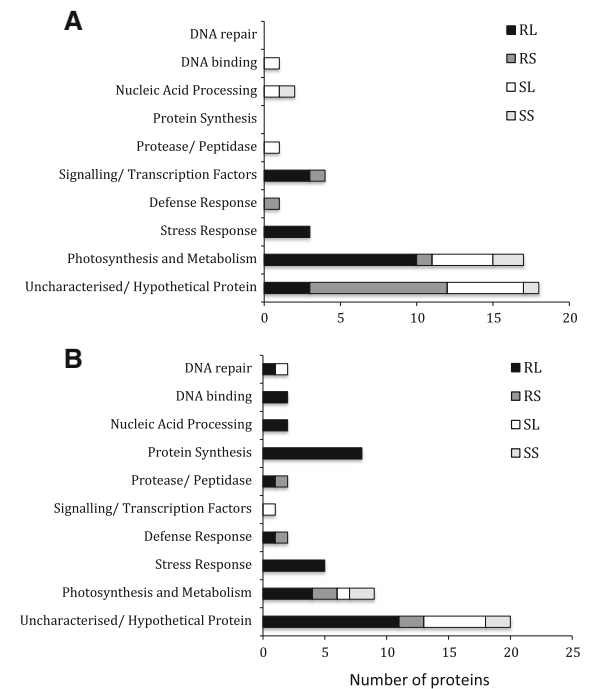 A
DNA repair
DNA binding
Nucleic Acid Processing
Protein Synthesis
Protease/ Peptidase
Signalling/ Transcription Factors
Defense Response
Stress Response
Photosynthesis and Metabolism
Uncharacterised/ Hypothetical Protein
0 5 10 15 20
RL
RS
SL
SS
B
DNA repair
DNA binding
Nucleic Acid Processing
Protein Synthesis
Protease/ Peptidase
Signalling/ Transcription Factors
Defense Response
Stress Response
Photosynthesis and Metabolism
Uncharacterised/ Hypothetical Protein
0 5 10 15 20 25
Number of proteins
RL
RS
SL
SS